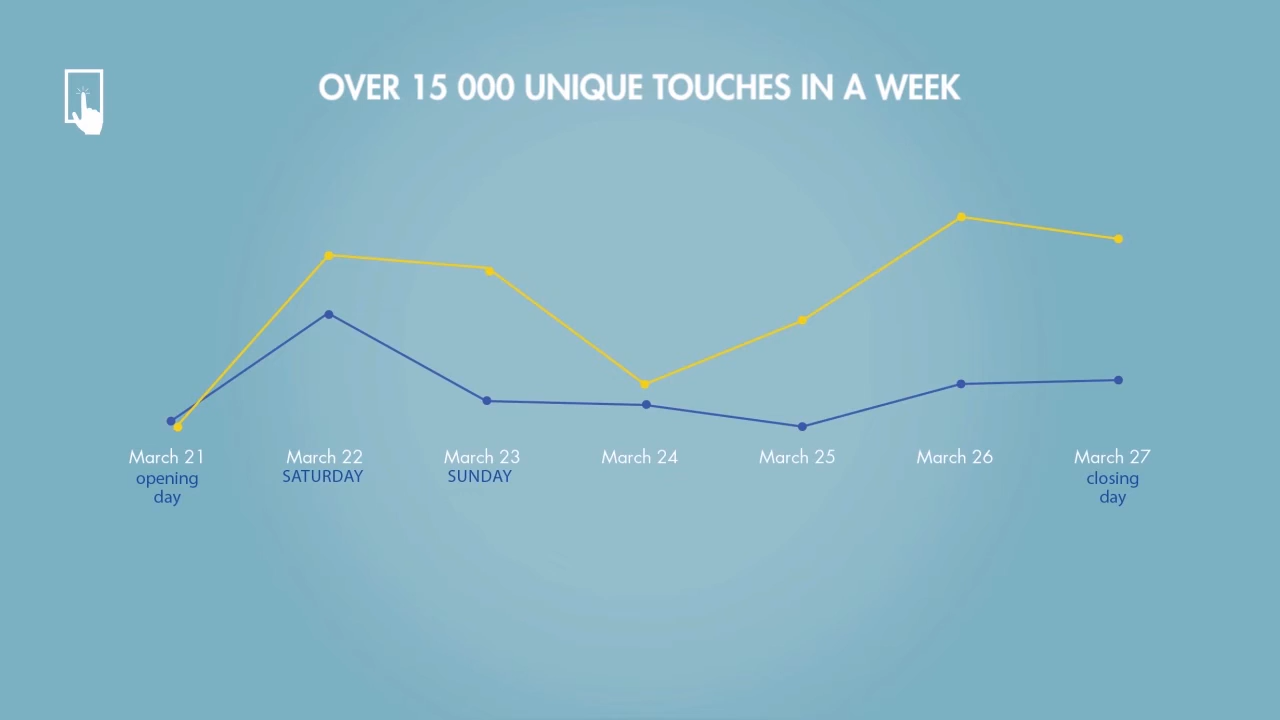 OVER 15 000 UNIQUE TOUCHES IN A WEEK
March 21
opening
day
March 22
SATURDAY
March 23
SUNDAY
March 24
March 25
March 26
March 27
closing
day